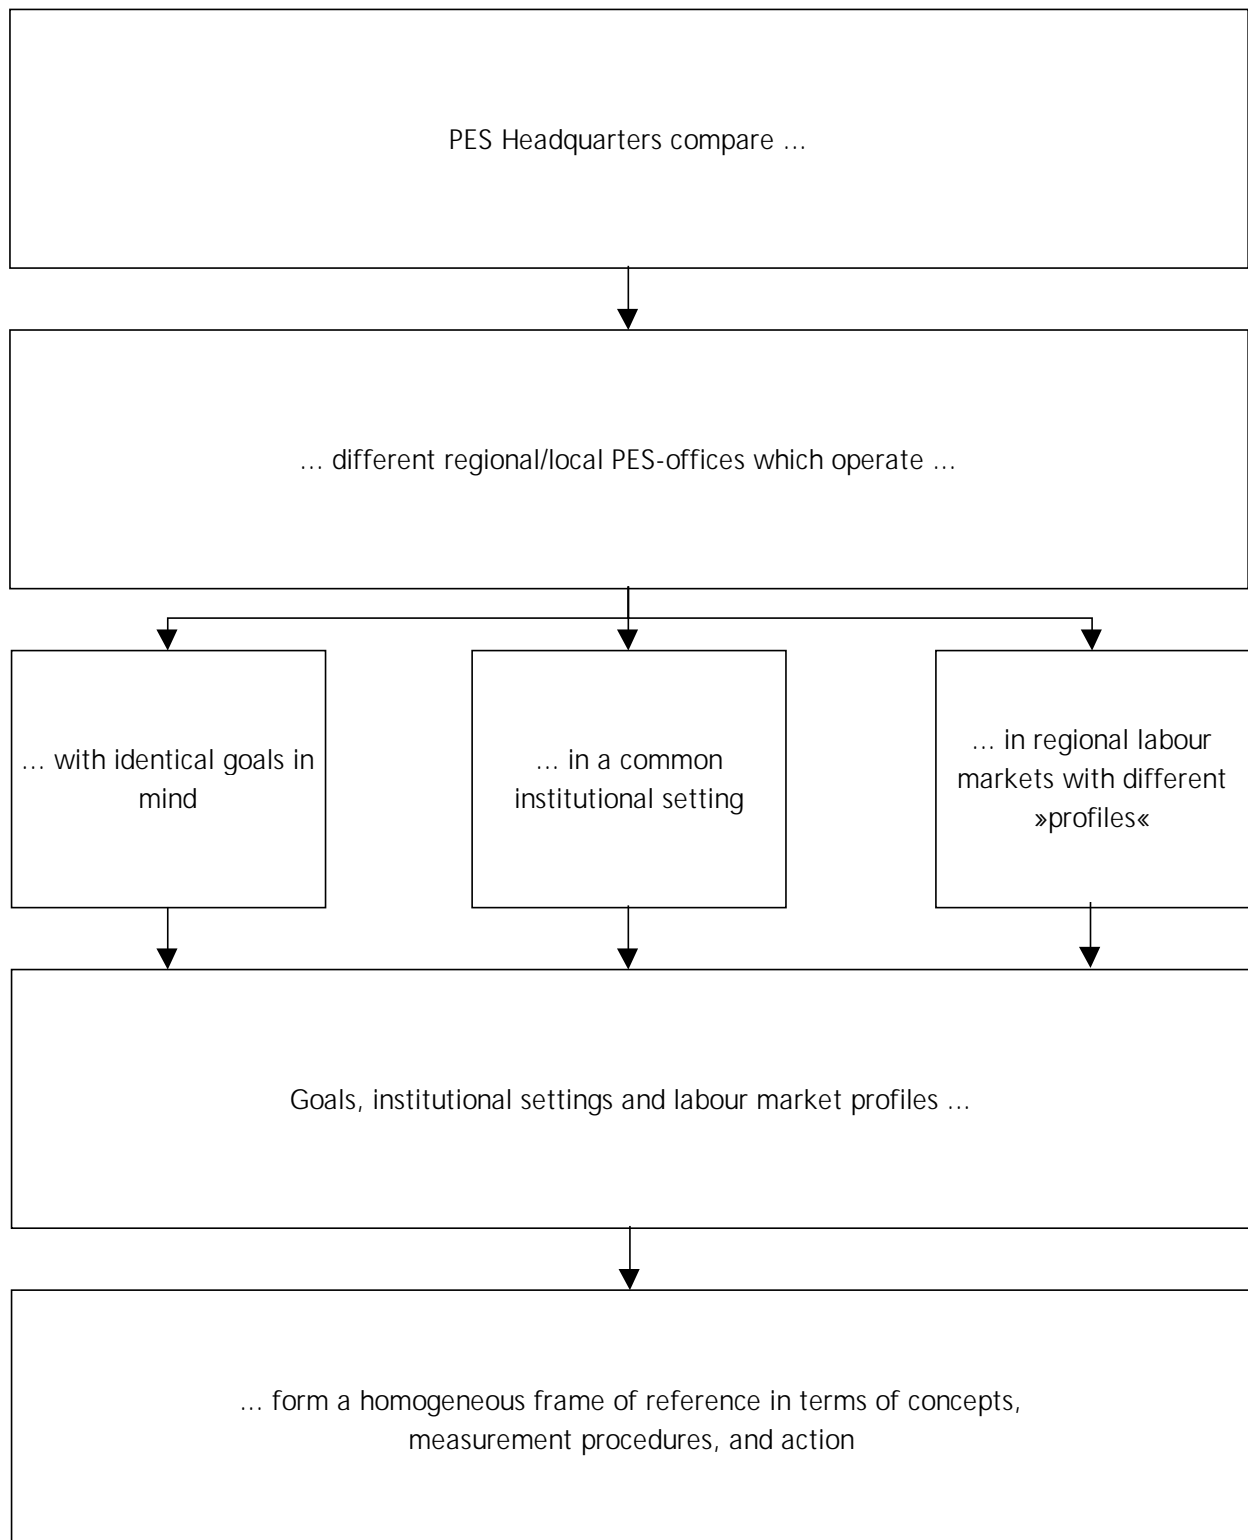 PES Headquarters compare …
… different regional/local PES-offices which operate …
… with identical goals in
mind
… in a common
institutional setting
… in regional labour
markets with different
»profiles«
Goals, institutional settings and labour market profiles …
… form a homogeneous frame of reference in terms of concepts,
measurement procedures, and action